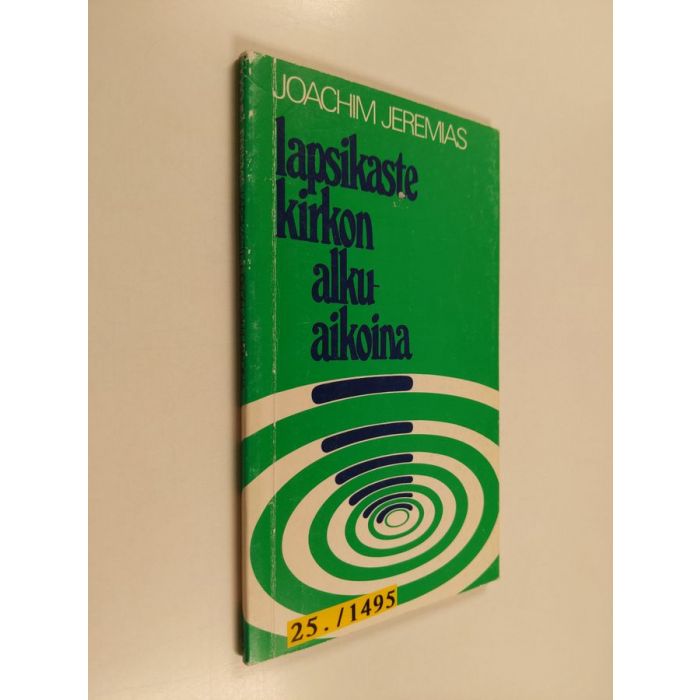 JOACHIM JEREMIAS
lapsikaste
kirkon
alku-
aikoina
25./1495